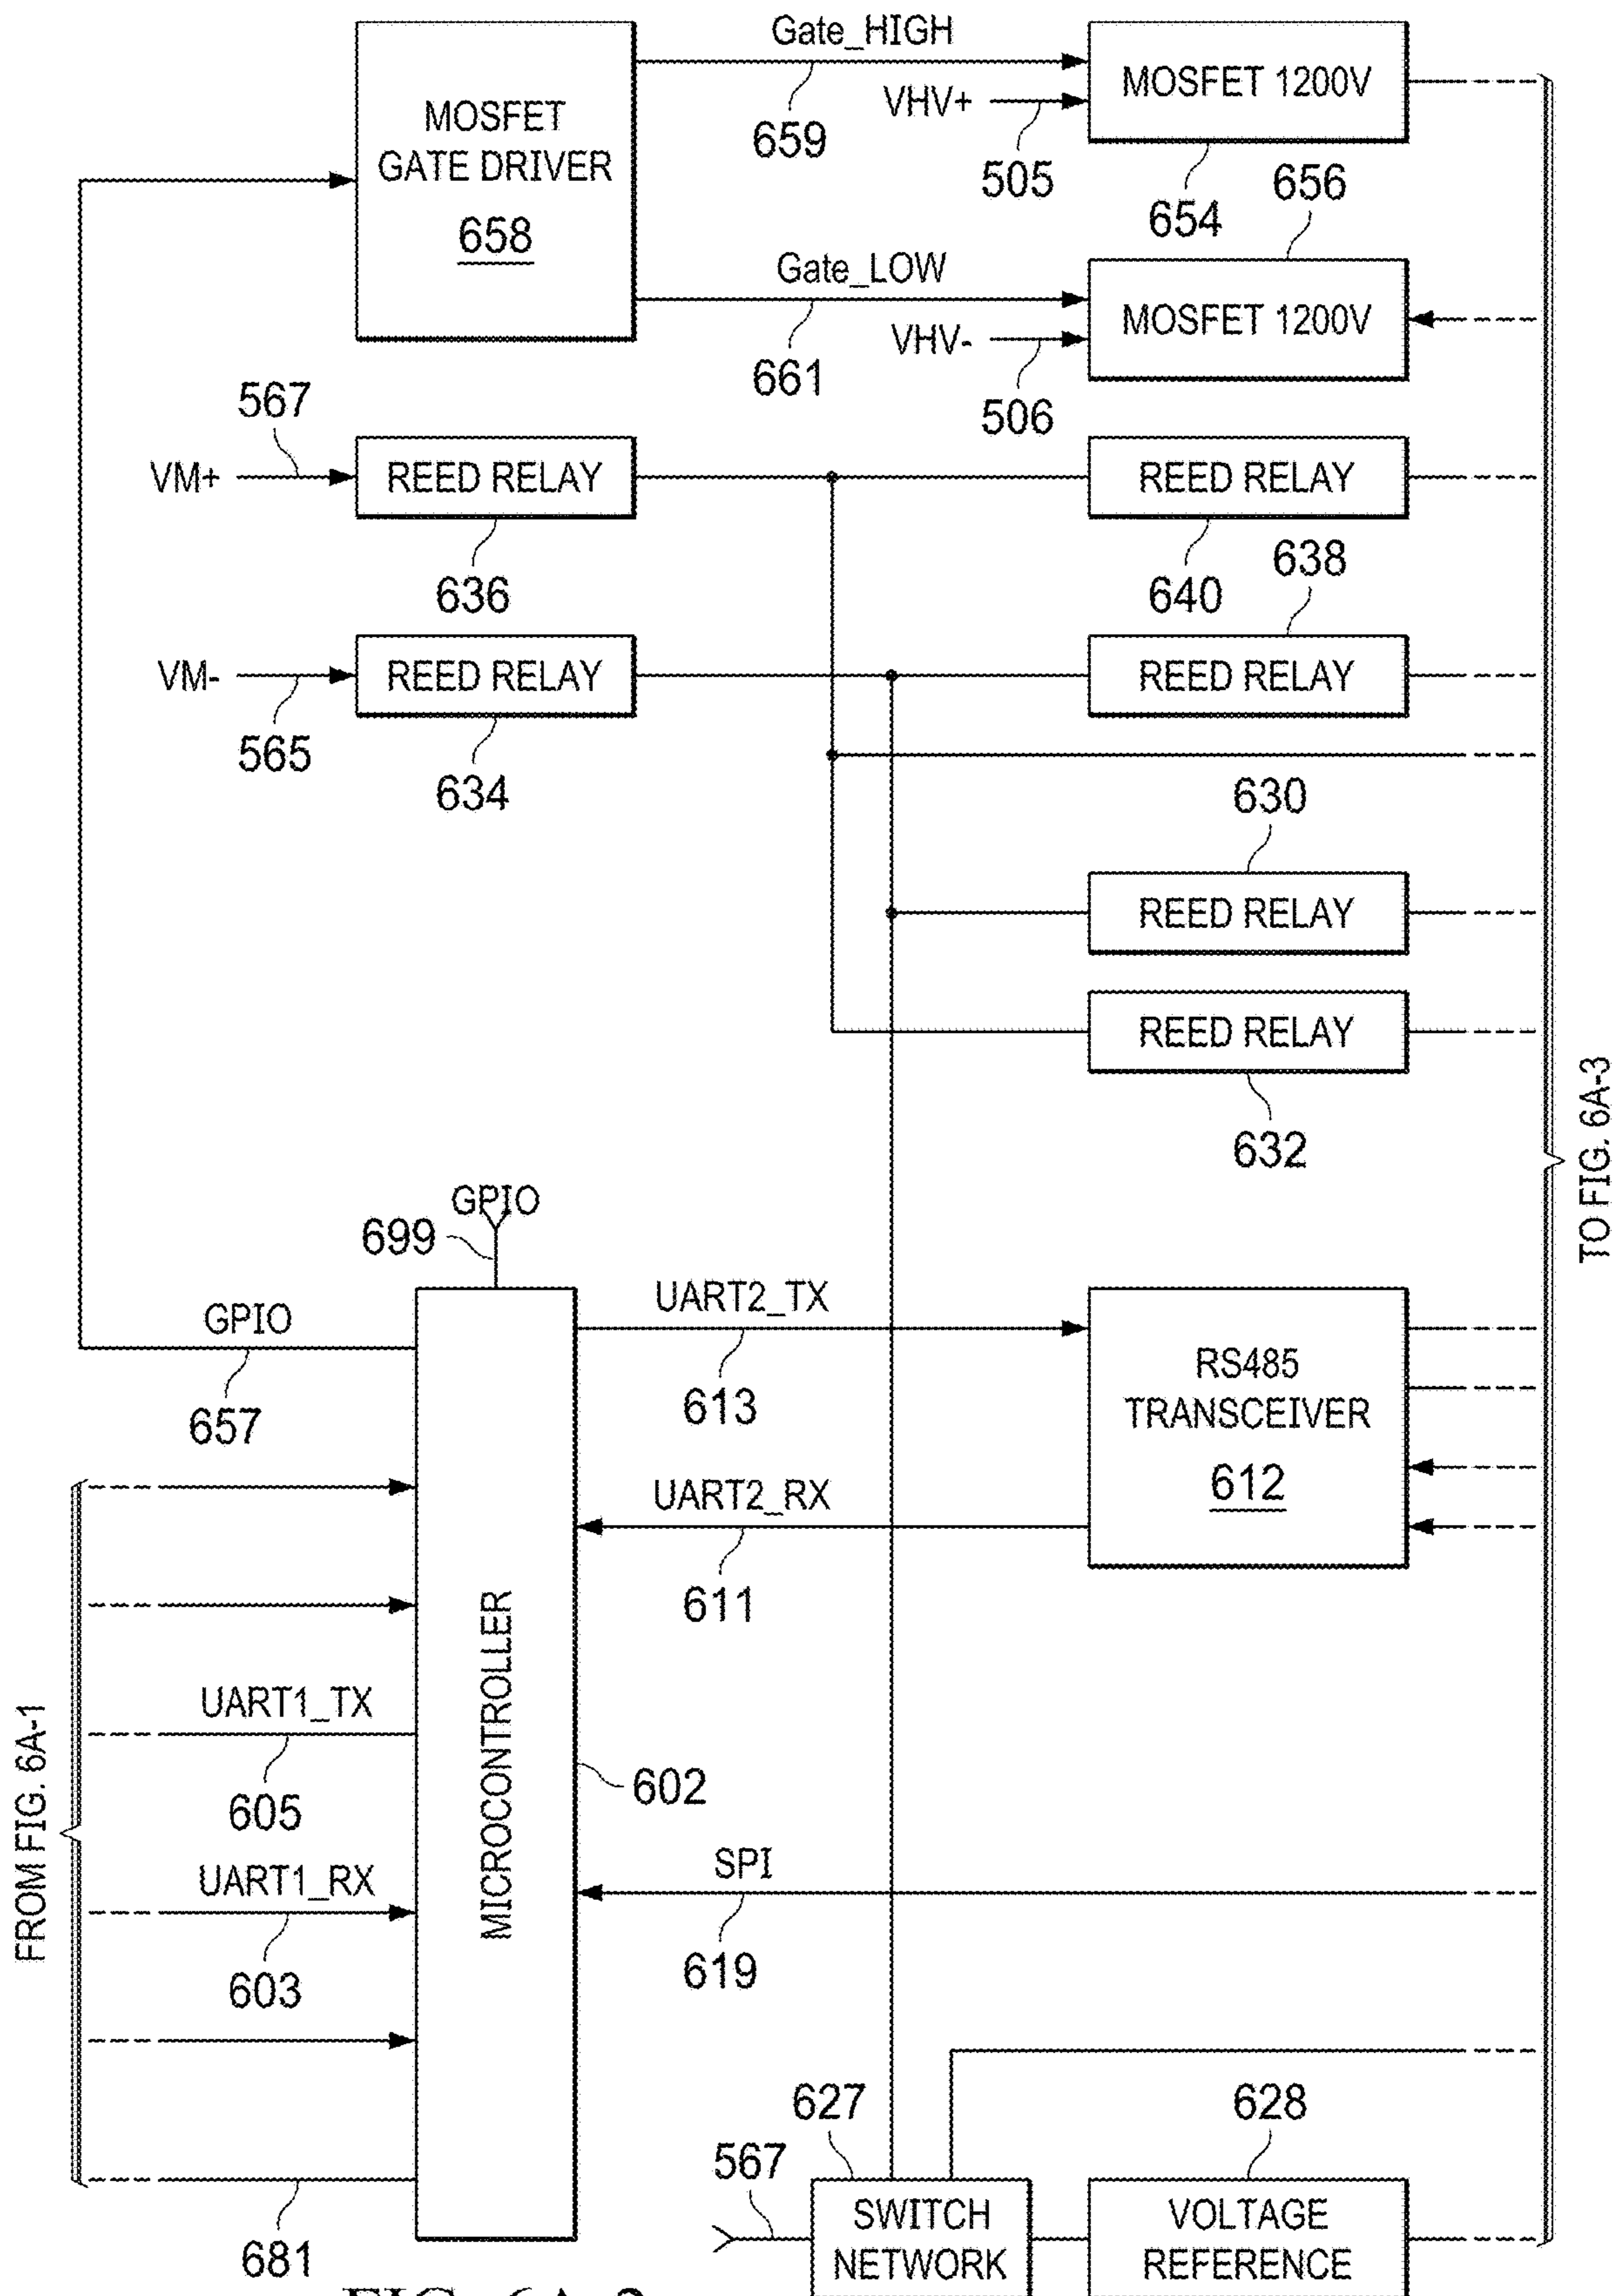 Gate_HIGH
MOSFET
GATE DRIVER
658
659
VHV+
505
MOSFET 1200V
654
656
Gate_LOW
661
VHV-
506
MOSFET 1200V
567
VM+
REED RELAY
636
REED RELAY
640
638
VM-
REED RELAY
565
634
REED RELAY
630
REED RELAY
REED RELAY
632
TO FIG. 6A-3
GPIO
699
GPIO
657
UART2_TX
613
RS485
TRANSCEIVER
612
UART2_RX
611
MICROCONTROLLER
602
FROM FIG. 6A-1
UART1_TX
605
UART1_RX
603
SPI
619
681
627
567
SWITCH
NETWORK
628
VOLTAGE
REFERENCE